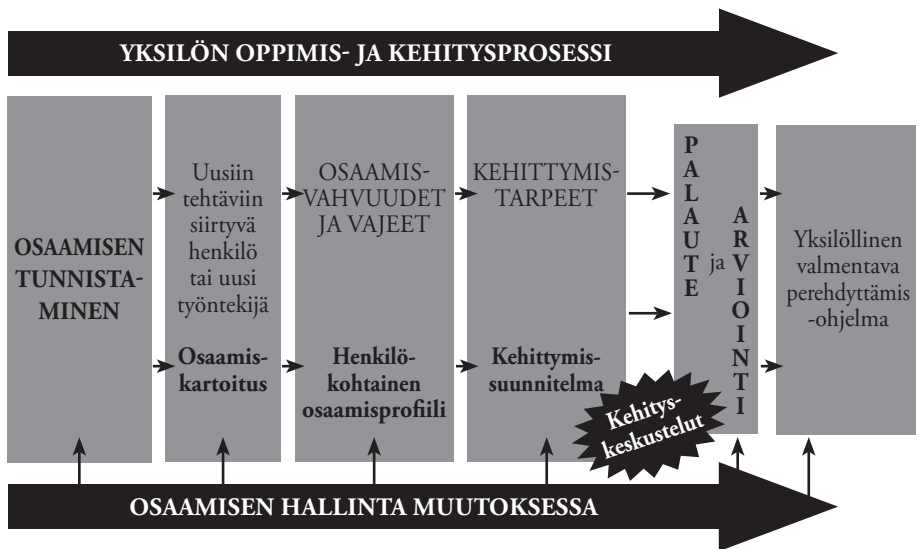 YKSILÖN OPPIMIS- JA KEHITYSPROSESSI
OSAAMISEN
TUNNISTA-
MINEN
Uusiin
tehtäviin
siirtyvä
henkilö
tai uusi
työntekijä
Osaamis-
kartoitus
OSAAMIS-
VAHVUUDET
JA VAJEET
Henkilö-
kohtainen
osaamisprofiili
KEHITTYMIS-
TARPEET
Kehittymis-
suunnitelma
Kehitys-
keskustelut
PALAUTE
ja
ARVIOINTI
Yksilöllinen
valmentava
perehdyttämis
-ohjelma
OSAAMISEN HALLINTA MUUTOKSESSA